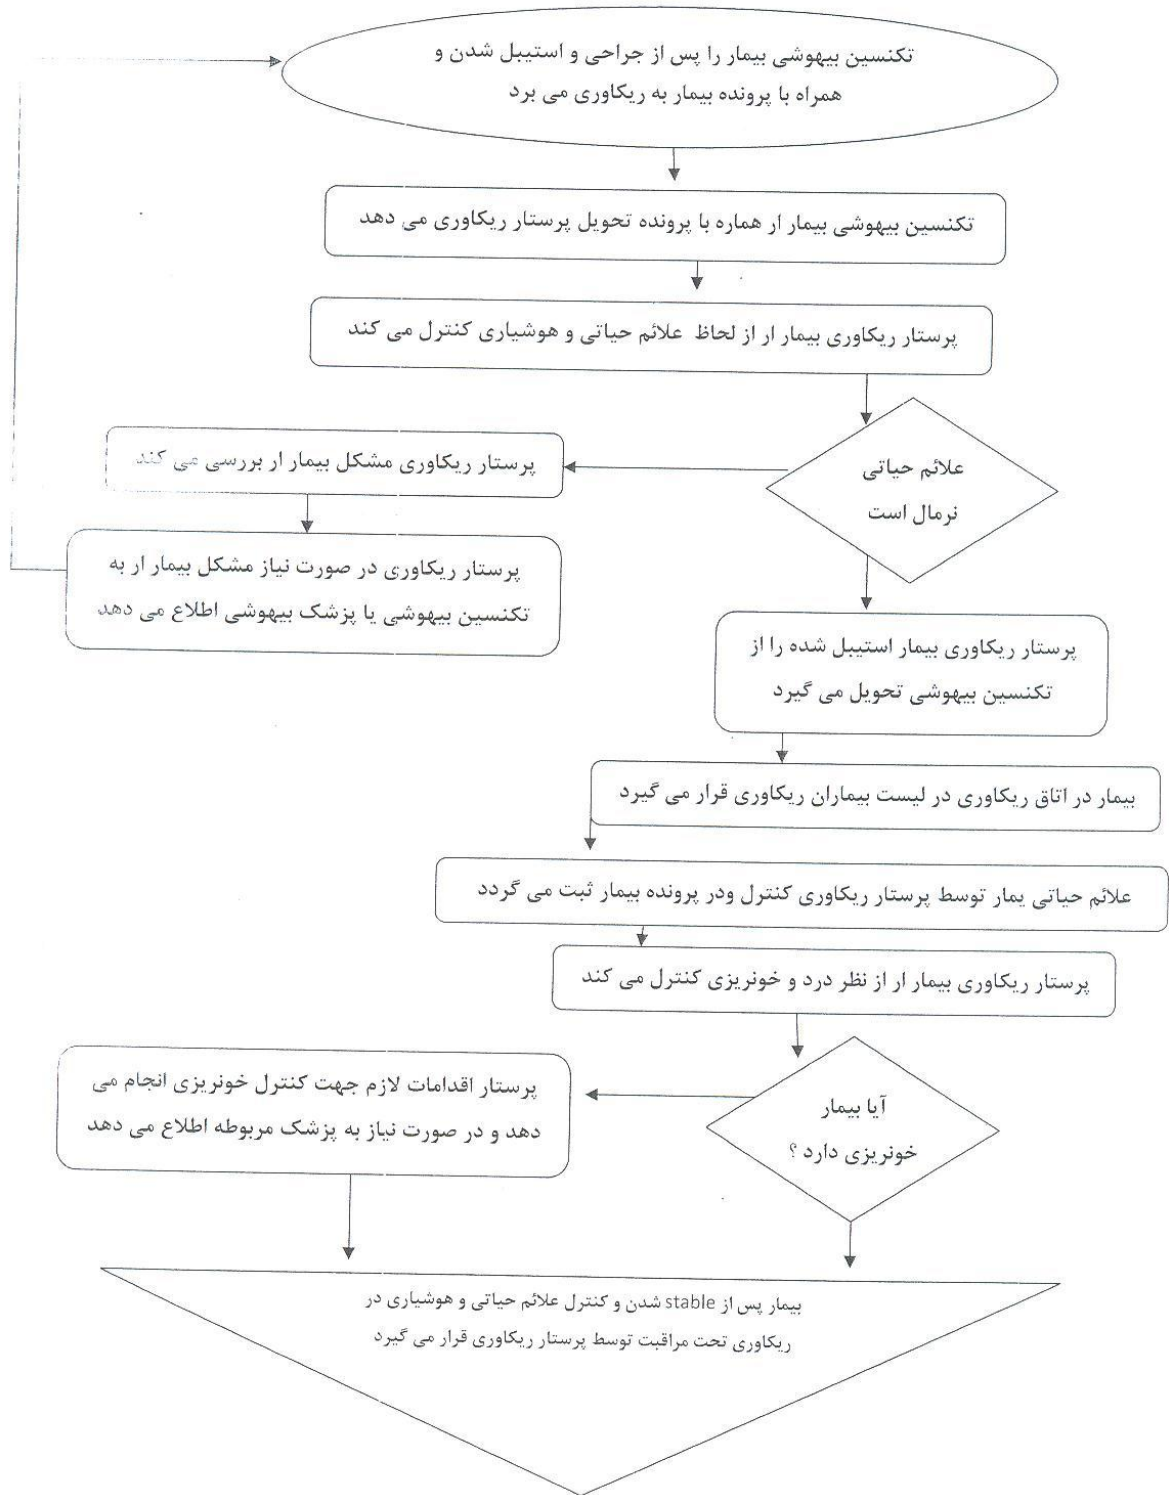 تکنسین بیهوشی بیمار را پس از جراحی و استیبل شدن و
همراه با پرونده بیمار به ریکاوری می برد
تکنسین بیهوشی بیمار ار هماره با پرونده تحویل پرستار ریکاوری می دهد
پرستار ریکاوری بیمار ار از لحاظ علائم حیاتی و هوشیاری کنترل می کند
علائم حیاتی
نرمال است
پرستار ریکاوری مشکل بیمار ار بررسی می کند
پرستار ریکاوری در صورت نیاز مشکل بیمار ار به
تکنسین بیهوشی یا پزشک بیهوشی اطلاع می دهد
پرستار ریکاوری بیمار استیبل شده را از
تکنسین بیهوشی تحویل می گیرد
بیمار در اتاق ریکاوری در لیست بیماران ریکاوری قرار می گیرد
علائم حیاتی یمار توسط پرستار ریکاوری کنترل ودر پرونده بیمار ثبت می گردد
پرستار ریکاوری بیمار ار از نظر درد و خونریزی کنترل می کند
آیا بیمار
خونریزی دارد ؟
پرستار اقدامات لازم جهت کنترل خونریزی انجام می
دهد و در صورت نیاز به پزشک مربوطه اطلاع می دهد
بیمار پس از stable شدن و کنترل علائم حیاتی و هوشیاری در
ریکاوری تحت مراقبت توسط پرستار ریکاوری قرار می گیرد